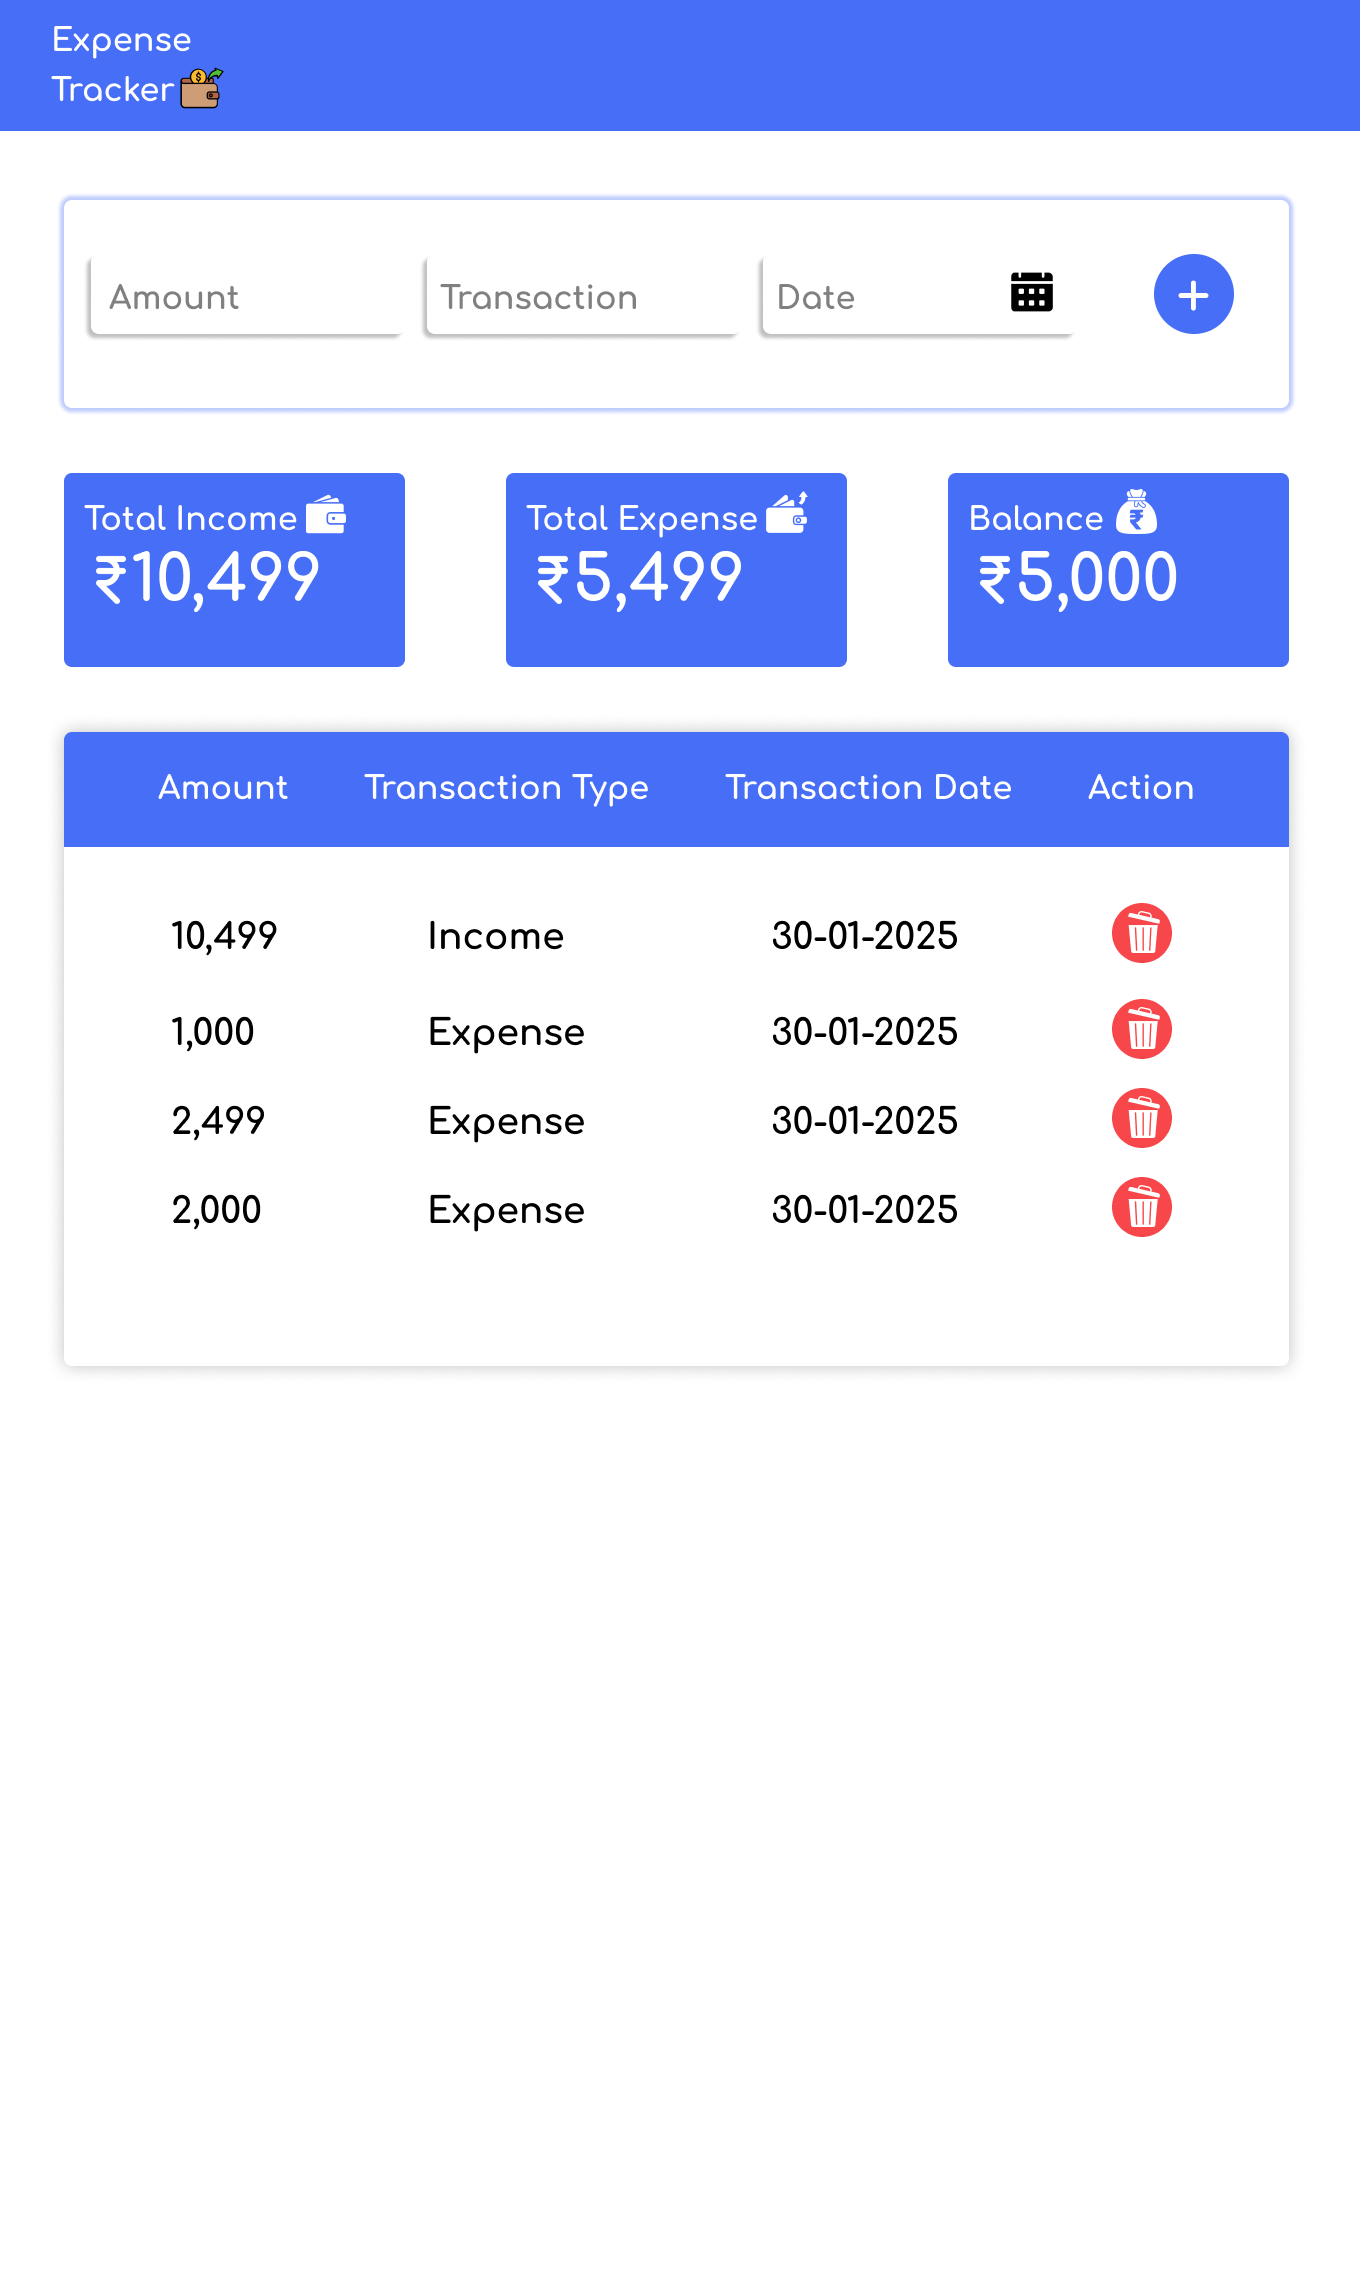 Expense
Tracker
Amount Transaction Date
Total Income Total Expense Balance
₹10,499 ₹5,499 ₹5,000
Amount Transaction Type Transaction Date Action
10,499 Income 30-01-2025
1,000 Expense 30-01-2025
2,499 Expense 30-01-2025
2,000 Expense 30-01-2025